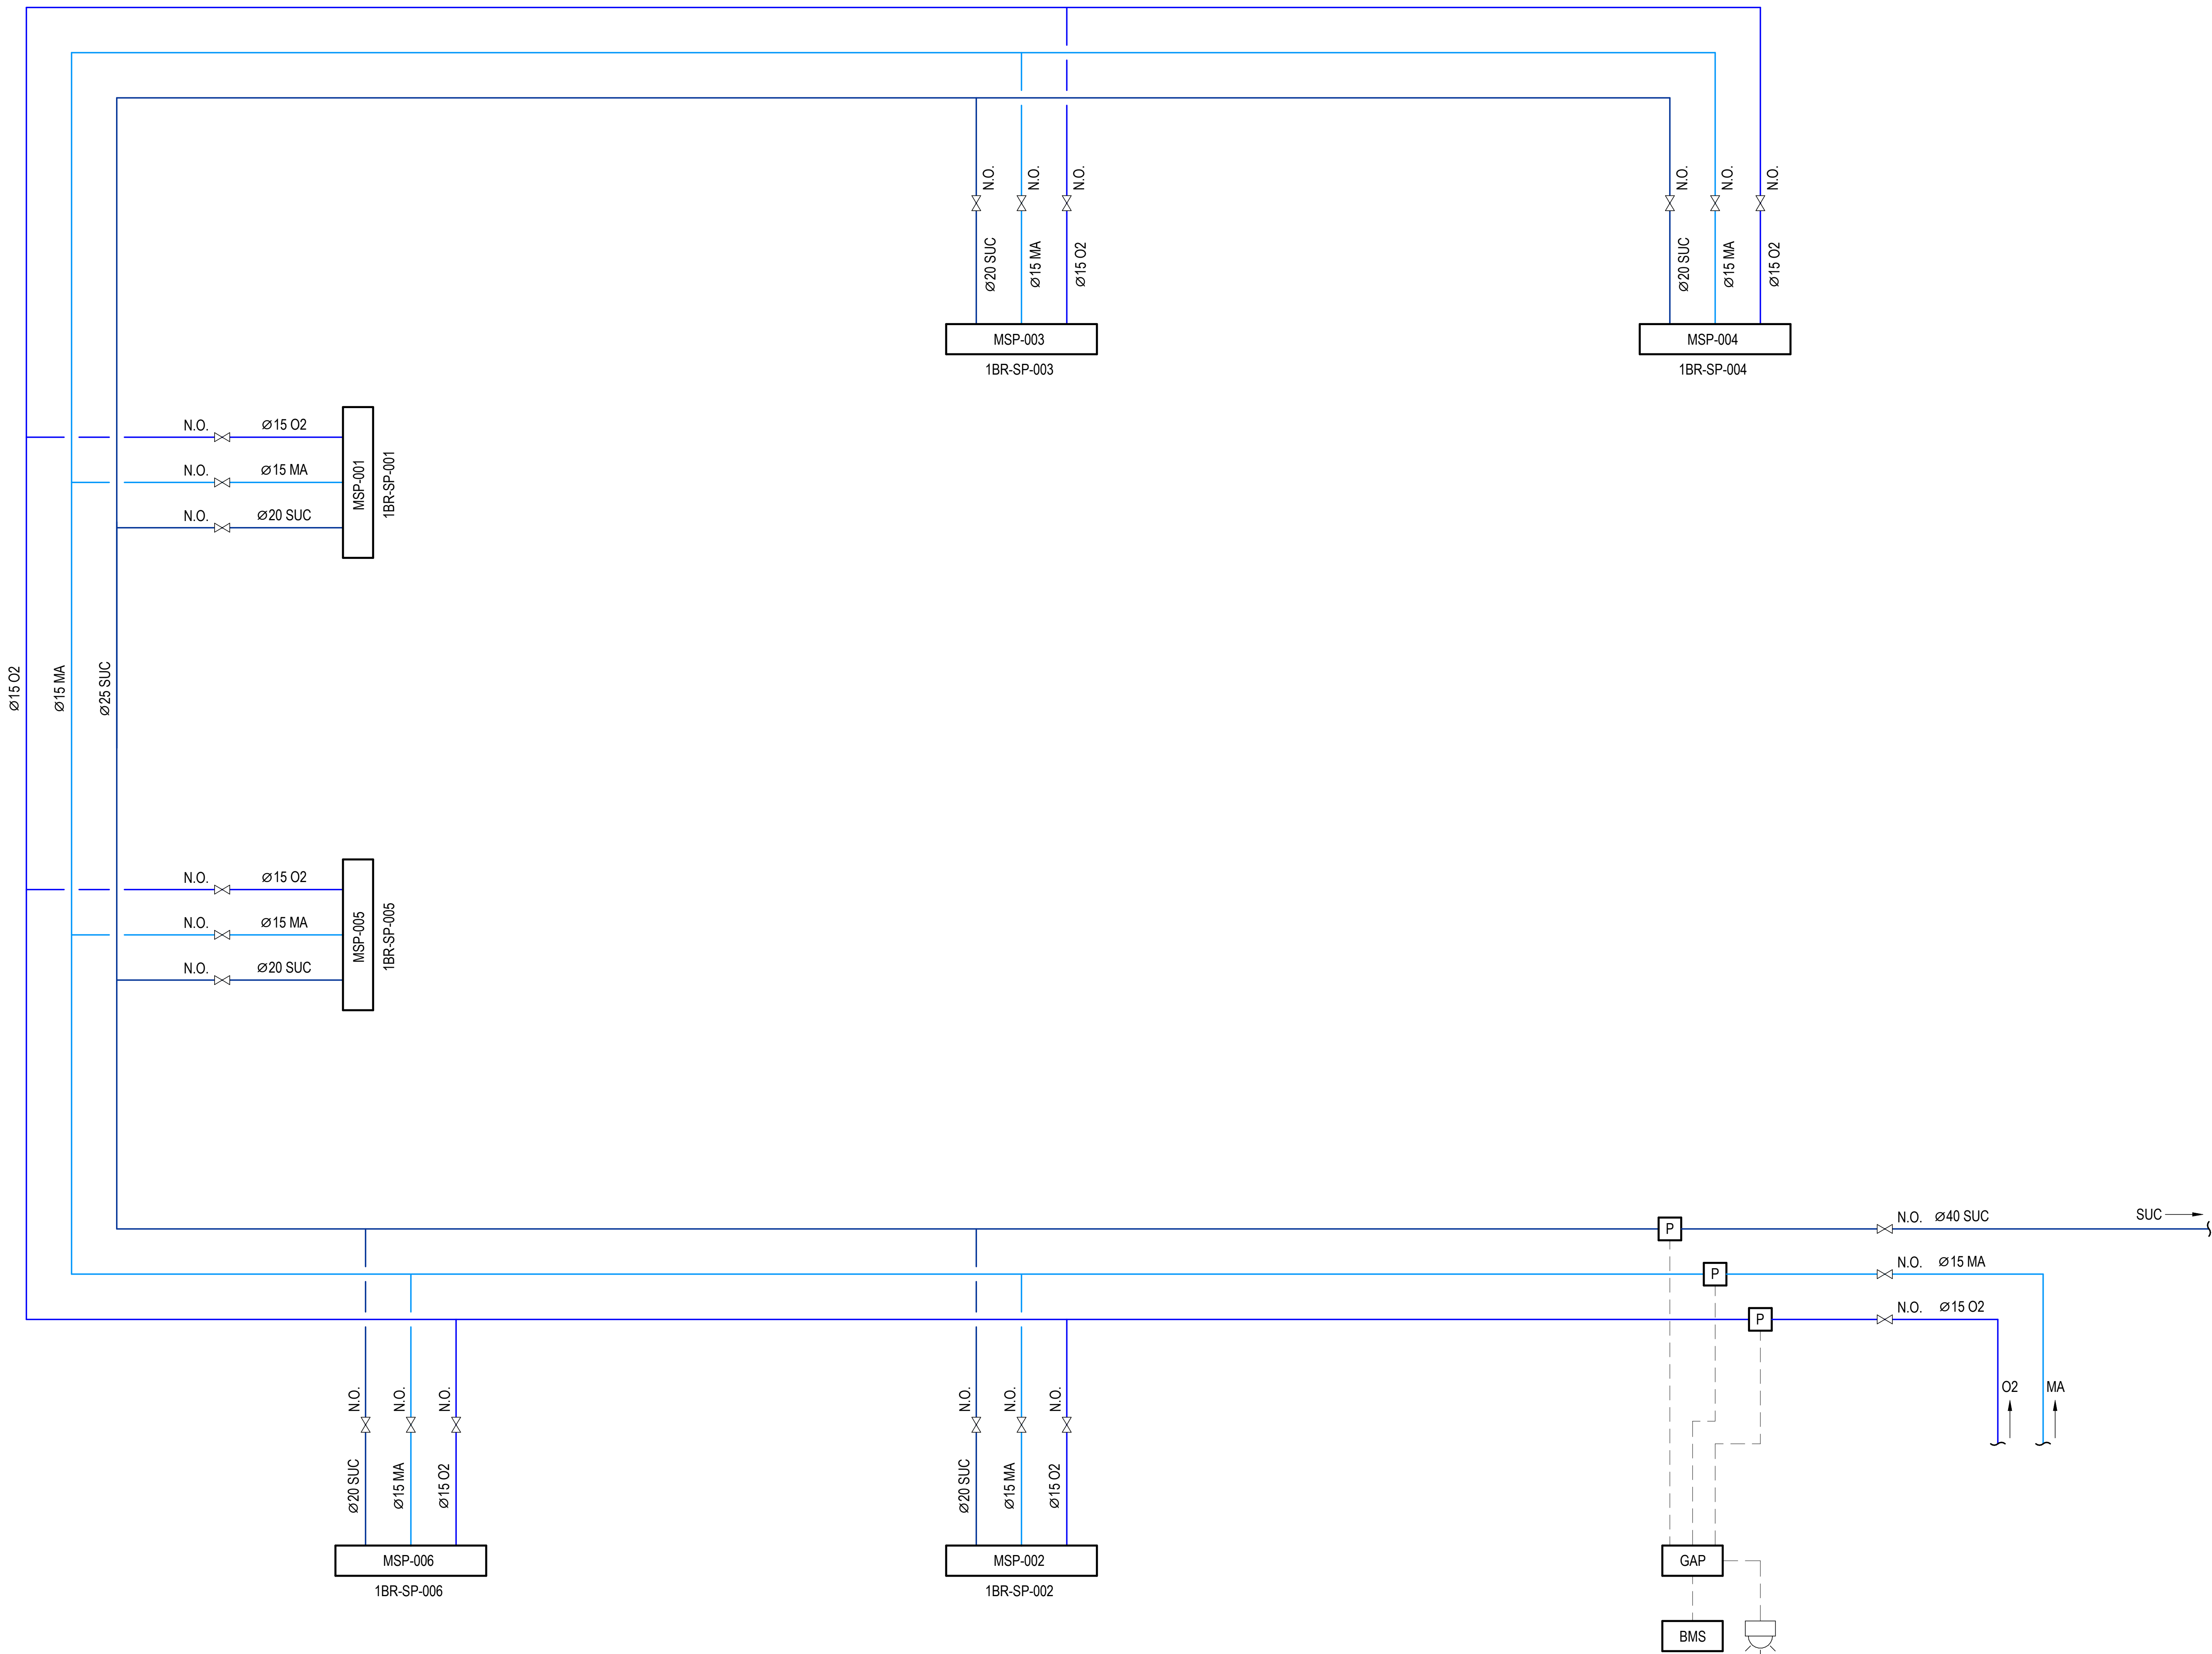 N.O.
N.O.
N.O.
N.O.
N.O.
N.O.
Ø20 SUC
Ø15 MA
Ø15 O2
Ø20 SUC
Ø15 MA
Ø15 O2
MSP-003
1BR-SP-003
MSP-004
1BR-SP-004
N.O. Ø15 O2
N.O. Ø15 MA
N.O. Ø20 SUC
MSP-001
1BR-SP-001
Ø15 O2
Ø15 MA
Ø25 SUC
N.O. Ø15 O2
N.O. Ø15 MA
N.O. Ø20 SUC
MSP-005
1BR-SP-005
P
N.O. Ø40 SUC
SUC
P
N.O. Ø15 MA
P
N.O. Ø15 O2
O2
MA
N.O.
N.O.
N.O.
N.O.
N.O.
N.O.
Ø20 SUC
Ø15 MA
Ø15 O2
Ø20 SUC
Ø15 MA
Ø15 O2
MSP-006
1BR-SP-006
MSP-002
1BR-SP-002
GAP
BMS